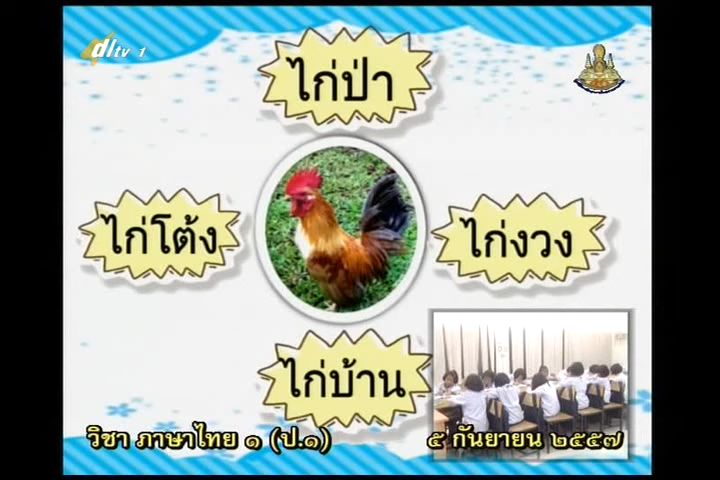 dltv 1
ไก่ป่า
ไก่โต้ง
ไก่งวง
ไก่บ้าน
วิชา ภาษาไทย ๑ (ป.๑)
๕ กันยายน ๒๕๕๗